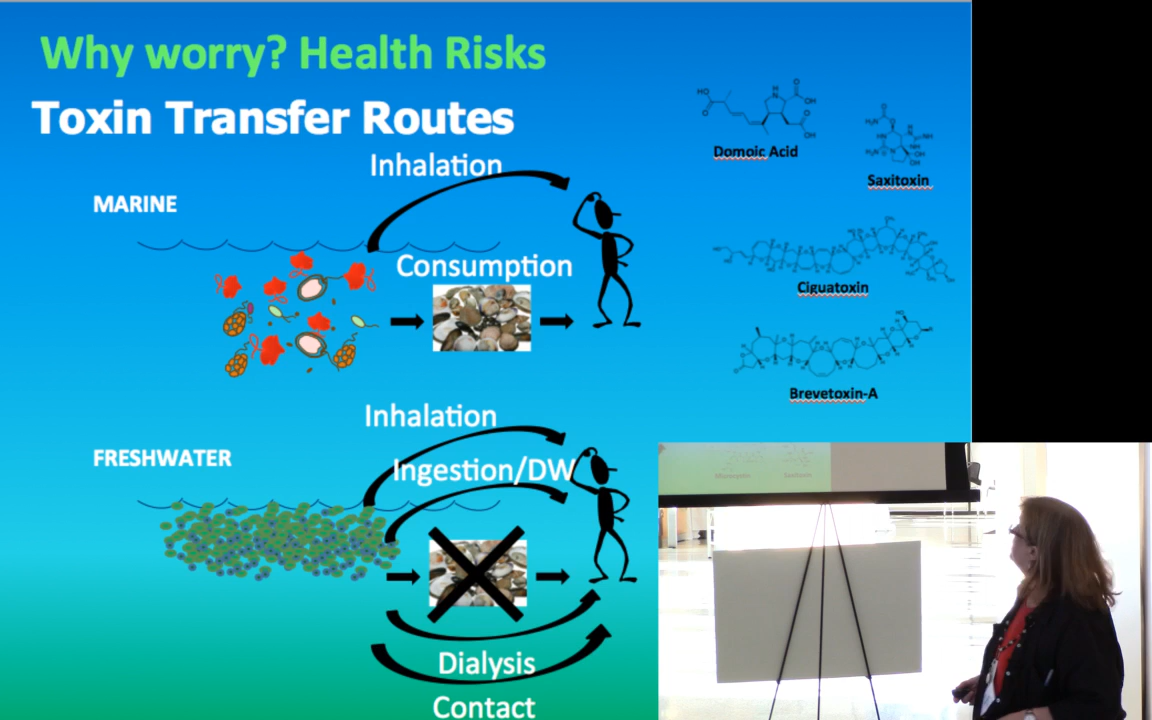 Why worry? Health Risks
Toxin Transfer Routes
Inhalation
MARINE
Consumption
Domoic Acid
Saxitoxin
Ciguatoxin
Brevetoxin-A
Inhalation
FRESHWATER
Ingestion/DW
Dialysis
Contact